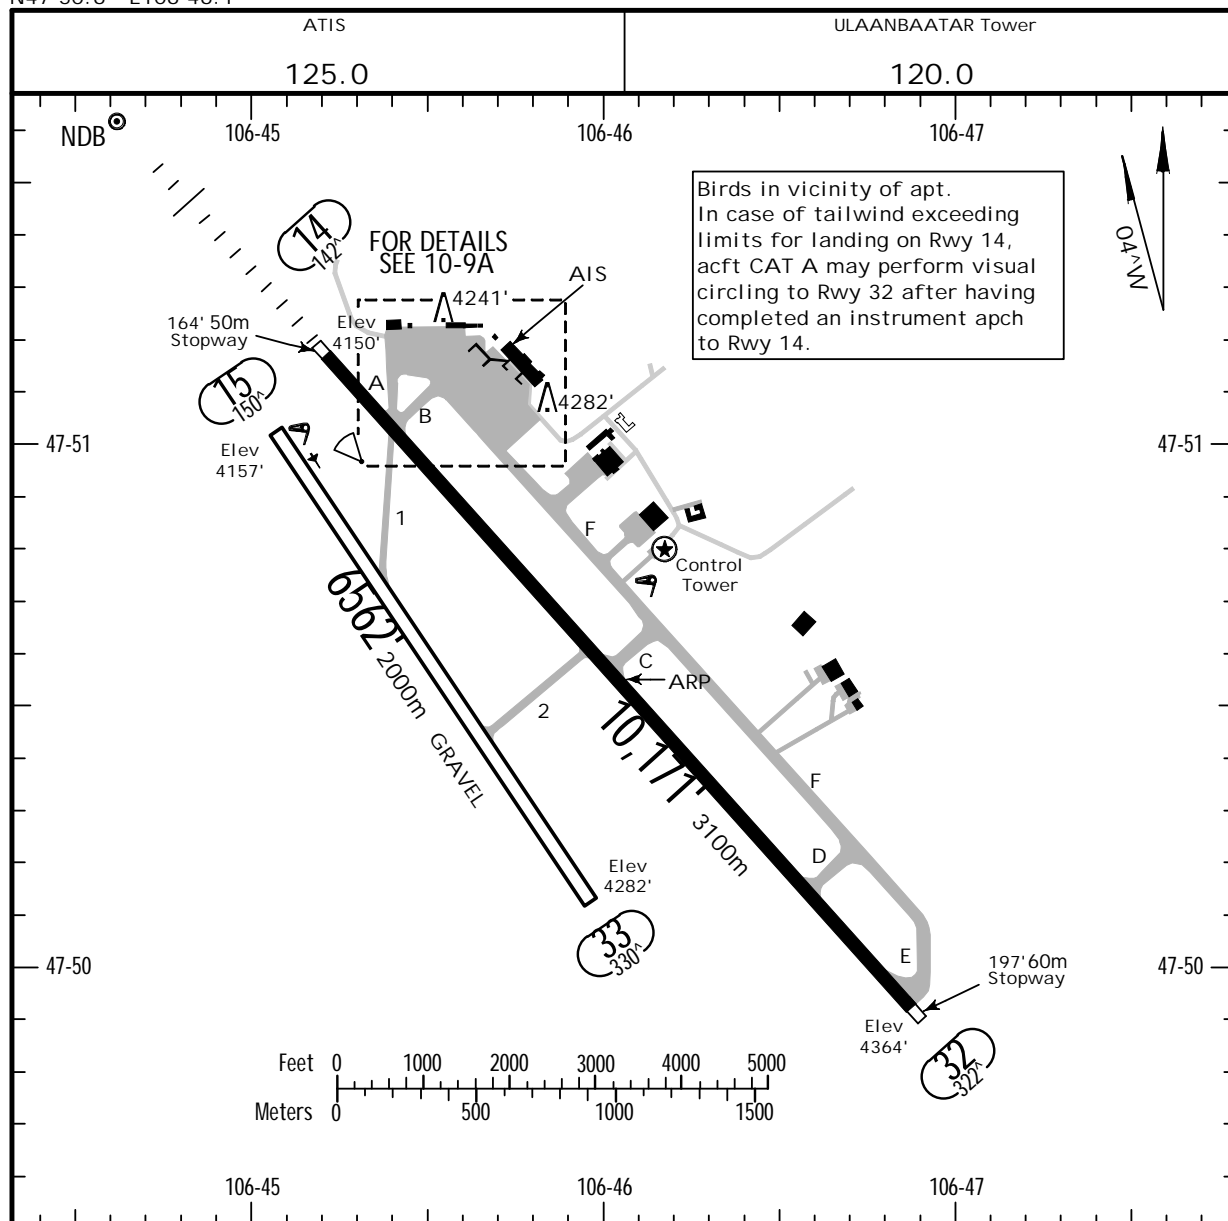 ATIS
125.0
ULAANBAATAR Tower
120.0
NDB
106-45
106-46
106-47
Birds in vicinity of apt.
In case of tailwind exceeding
limits for landing on Rwy 14,
acft CAT A may perform visual
circling to Rwy 32 after having
completed an instrument apch
to Rwy 14.
04^W
14
142^
FOR DETAILS
SEE 10-9A
AIS
4241'
164' 50m
Stopway
Elev
4150'
15
150^
A
B
4282'
47-51
47-51
Elev
4157'
1
F
Control
Tower
6562'
2000m
GRAVEL
C
ARP
2
10,171'
3100m
F
D
Elev
4282'
33
330^
E
47-50
47-50
197'60m
Stopway
Elev
4364'
32
322^
Feet 0 1000 2000 3000 4000 5000
Meters 0 500 1000 1500
106-45
106-46
106-47